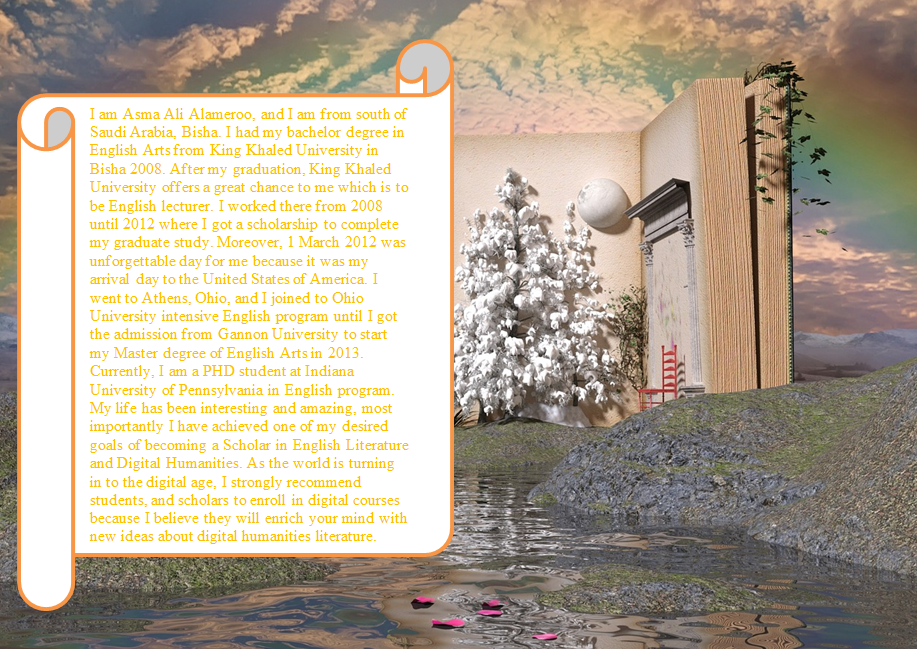 I am Asma Ali Alameroo, and I am from south of
Saudi Arabia, Bisha. I had my bachelor degree in
English Arts from King Khaled University in
Bisha 2008. After my graduation, King Khaled
University offers a great chance to me which is to
be English lecturer. I worked there from 2008
until 2012 where I got a scholarship to complete
my graduate study. Moreover, 1 March 2012 was
unforgettable day for me because it was my
arrival day to the United States of America. I
went to Athens, Ohio, and I joined to Ohio
University intensive English program until I got
the admission from Gannon University to start
my Master degree of English Arts in 2013.
Currently, I am a PHD student at Indiana
University of Pennsylvania in English program.
My life has been interesting and amazing, most
importantly I have achieved one of my desired
goals of becoming a Scholar in English Literature
and Digital Humanities. As the world is turning
in to the digital age, I strongly recommend
students, and scholars to enroll in digital courses
because I believe they will enrich your mind with
new ideas about digital humanities literature.